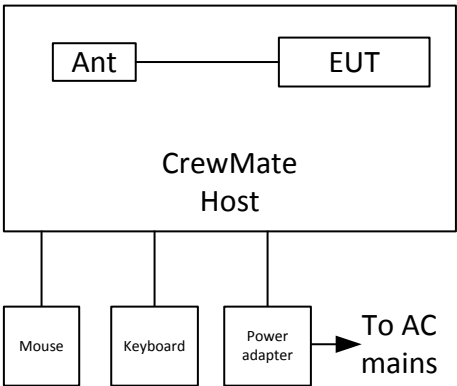 Ant
EUT
CrewMate
Host
Mouse
Keyboard
Power
adapter
To AC
mains